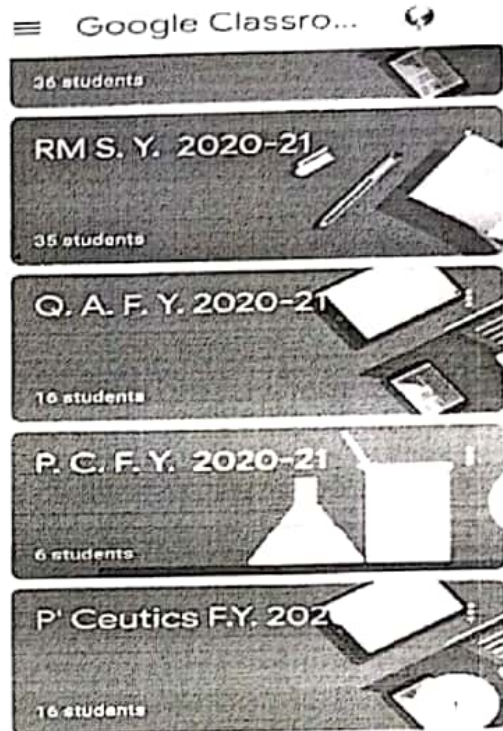 Google Classro...
36 students
RM S. Y. 2020-21
35 students
Q. A. F. Y. 2020-21
16 students
P. C. F. Y. 2020-21
6 students
P' Ceutics F.Y. 202
16 students